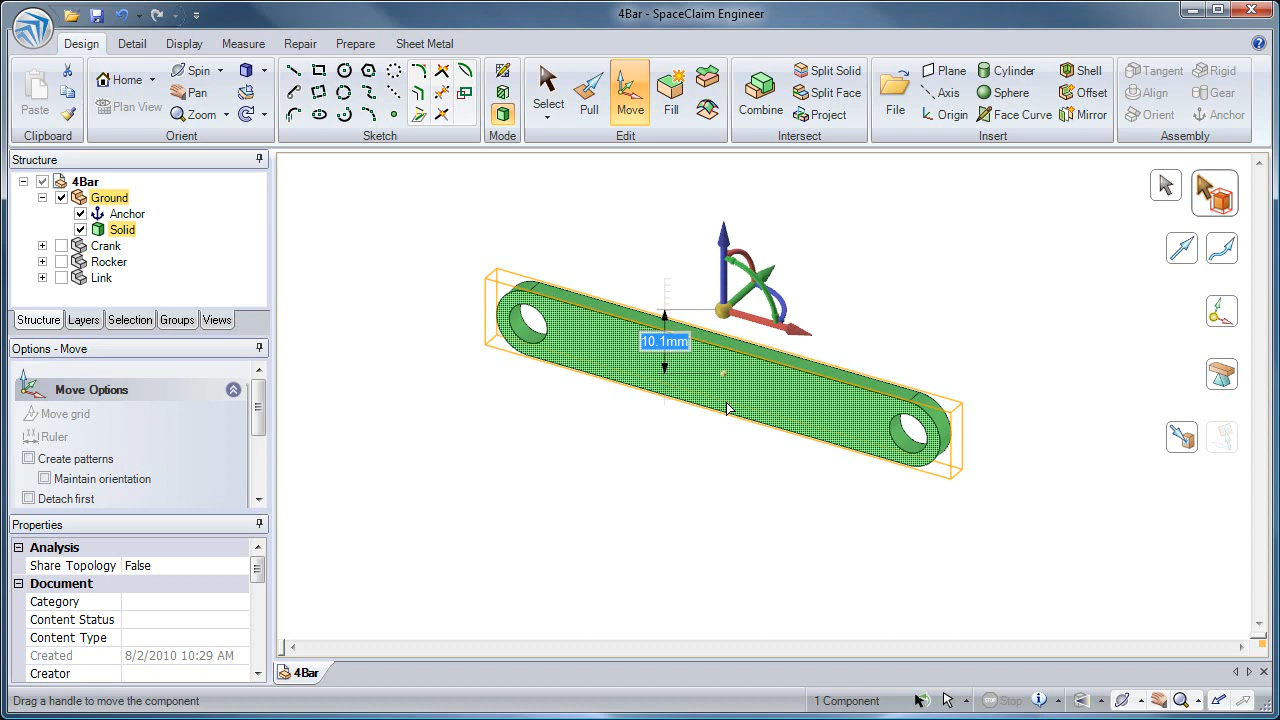 4Bar - SpaceClaim Engineer
Design Detail Display Measure Repair Prepare Sheet Metal
Paste
Clipboard
Home
Plan View
Spin
Pan
Zoom
Orient
Sketch
Mode
Select
Pull
Move
Fill
Edit
Combine
Split Solid
Split Face
Project
Intersect
File
Plane
Axis
Origin
Cylinder
Sphere
Face Curve
Shell
Offset
Mirror
Insert
Tangent
Align
Orient
Rigid
Gear
Anchor
Assembly
Structure
4Bar
Ground
Anchor
Solid
Crank
Rocker
Link
Structure Layers Selection Groups Views
Options - Move
Move Options
Move grid
Ruler
Create patterns
Maintain orientation
Detach first
Properties
Analysis
Share Topology False
Document
Category
Content Status
Content Type
Created 8/2/2010 10:29 AM
Creator
10.1mm
4Bar
Drag a handle to move the component
1 Component
Stop